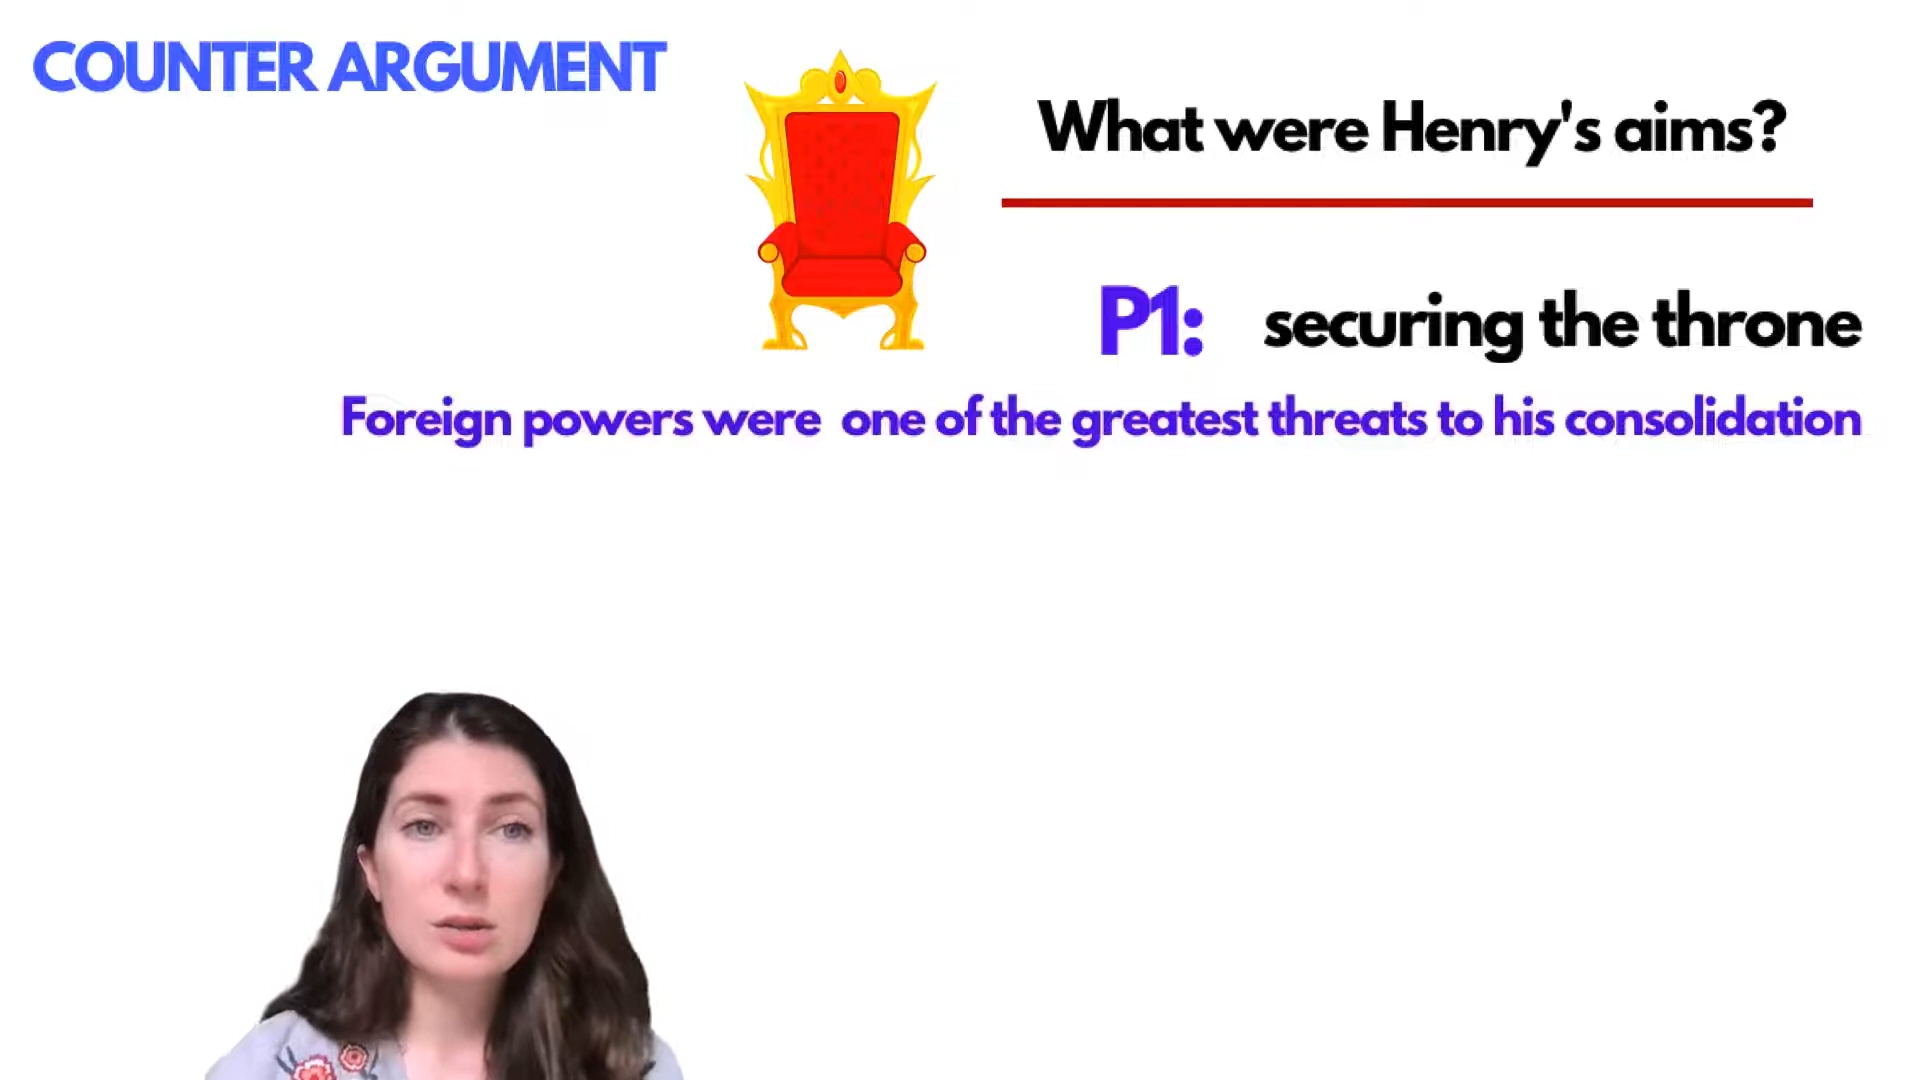 COUNTER ARGUMENT
What were Henry's aims?
P1: securing the throne
Foreign powers were one of the greatest threats to his consolidation